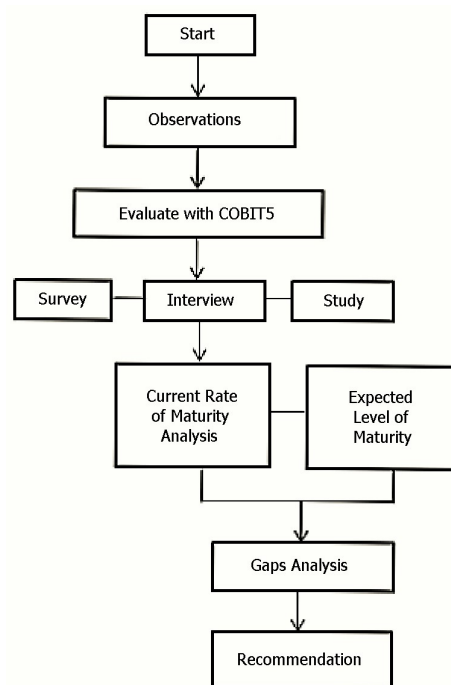 Start
Observations
Evaluate with COBIT5
Survey
Interview
Study
Current Rate
of Maturity
Analysis
Expected
Level of
Maturity
Gaps Analysis
Recommendation